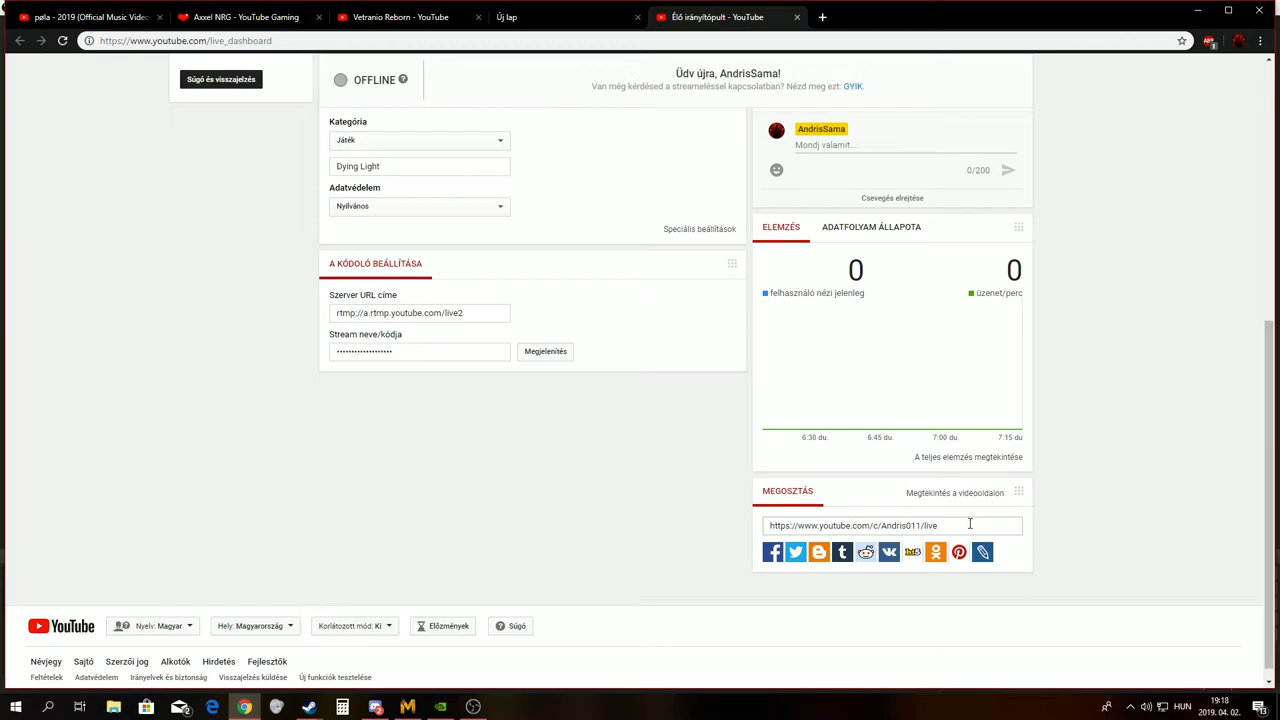 pøla - 2019 (Official Music Video
Axxel NRG - YouTube Gaming
Vetranio Reborn - YouTube
Új lap
Élő irányítópult - YouTube
https://www.youtube.com/live_dashboard
Súgó és visszajelzés
OFFLINE
Üdv újra, AndrisSama!
Van még kérdésed a streameléssel kapcsolatban? Nézd meg ezt: GYIK.
Kategória
Játék
Dying Light
Adatvédelem
Nyilvános
Speciális beállítások
A KÓDOLÓ BEÁLLÍTÁSA
Szerver URL címe
rtmp://a.rtmp.youtube.com/live2
Stream neve/kódja
•••••••••••••••••••
Megjelenítés
AndrisSama
Mondj valamit...
0/200
Csevegés elrejtése
ELEMZÉS
ADATFOLYAM ÁLLAPOTA
0
0
felhasználó nézi jelenleg
üzenet/perc
6:30 du.
6:45 du.
7:00 du.
7:15 du
A teljes elemzés megtekintése
MEGOSZTÁS
Megtekintés a videooldalon
https://www.youtube.com/c/Andris011/live
YouTube
Nyelv: Magyar
Hely: Magyarország
Korlátozott mód: Ki
Előzmények
Súgó
Névjegy
Sajtó
Szerzői jog
Alkotók
Hirdetés
Fejlesztők
Feltételek
Adatvédelem
Irányelvek és biztonság
Visszajelzés küldése
Új funkciók tesztelése
HUN
19:18
2019. 04. 02.